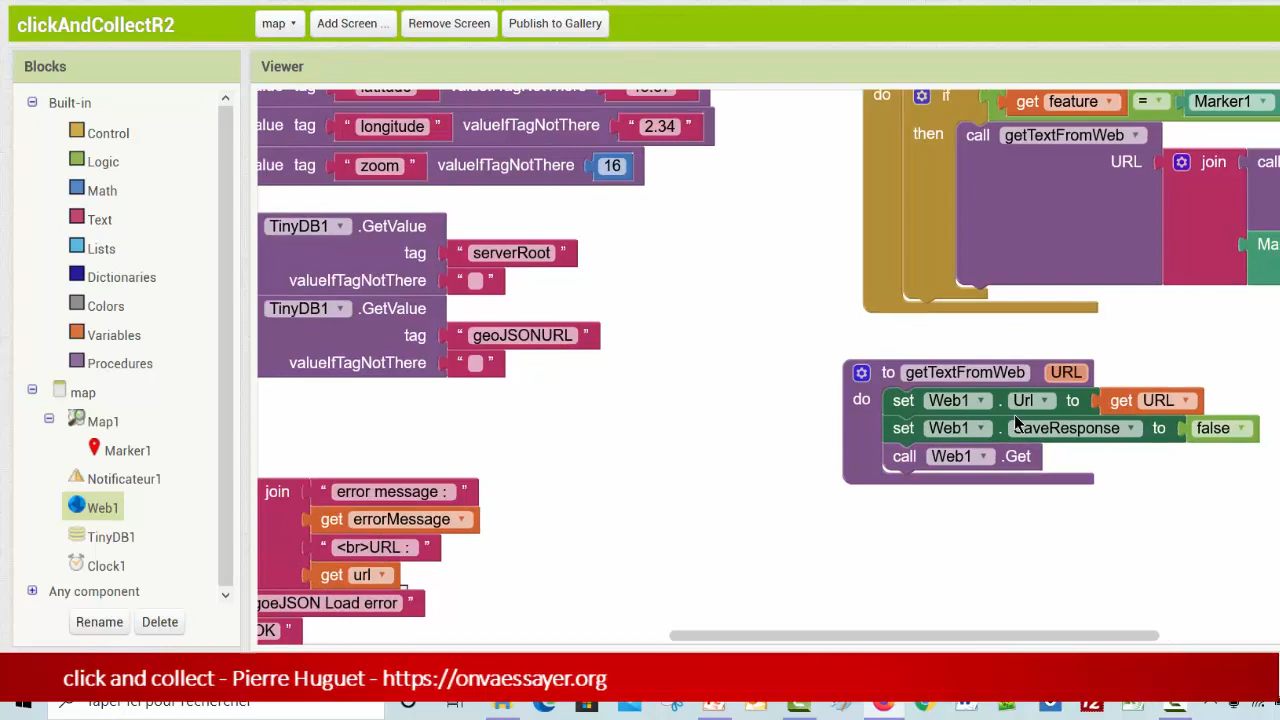 clickAndCollectR2
map
Add Screen ...
Remove Screen
Publish to Gallery
Blocks
Viewer
Built-in
Control
Logic
Math
Text
Lists
Dictionaries
Colors
Variables
Procedures
map
Map1
Marker1
Notificateur1
Web1
TinyDB1
Clock1
Any component
Rename
Delete
tag “ longitude ” valueIfTagNotThere “ 2.34 ”
tag “ zoom ” valueIfTagNotThere 16
TinyDB1 .GetValue
tag “ serverRoot ”
valueIfTagNotThere “ ”
TinyDB1 .GetValue
tag “ geoJSONURL ”
valueIfTagNotThere “ ”
join “ error message : ”
get errorMessage
“ <br>URL : ”
get url
goeJSON Load error ”
OK ”
do if get feature = Marker1
then call getTextFromWeb
URL join
to getTextFromWeb URL
do set Web1 . Url to get URL
set Web1 . SaveResponse to false
call Web1 .Get
click and collect - Pierre Huguet - https://onvaessayer.org